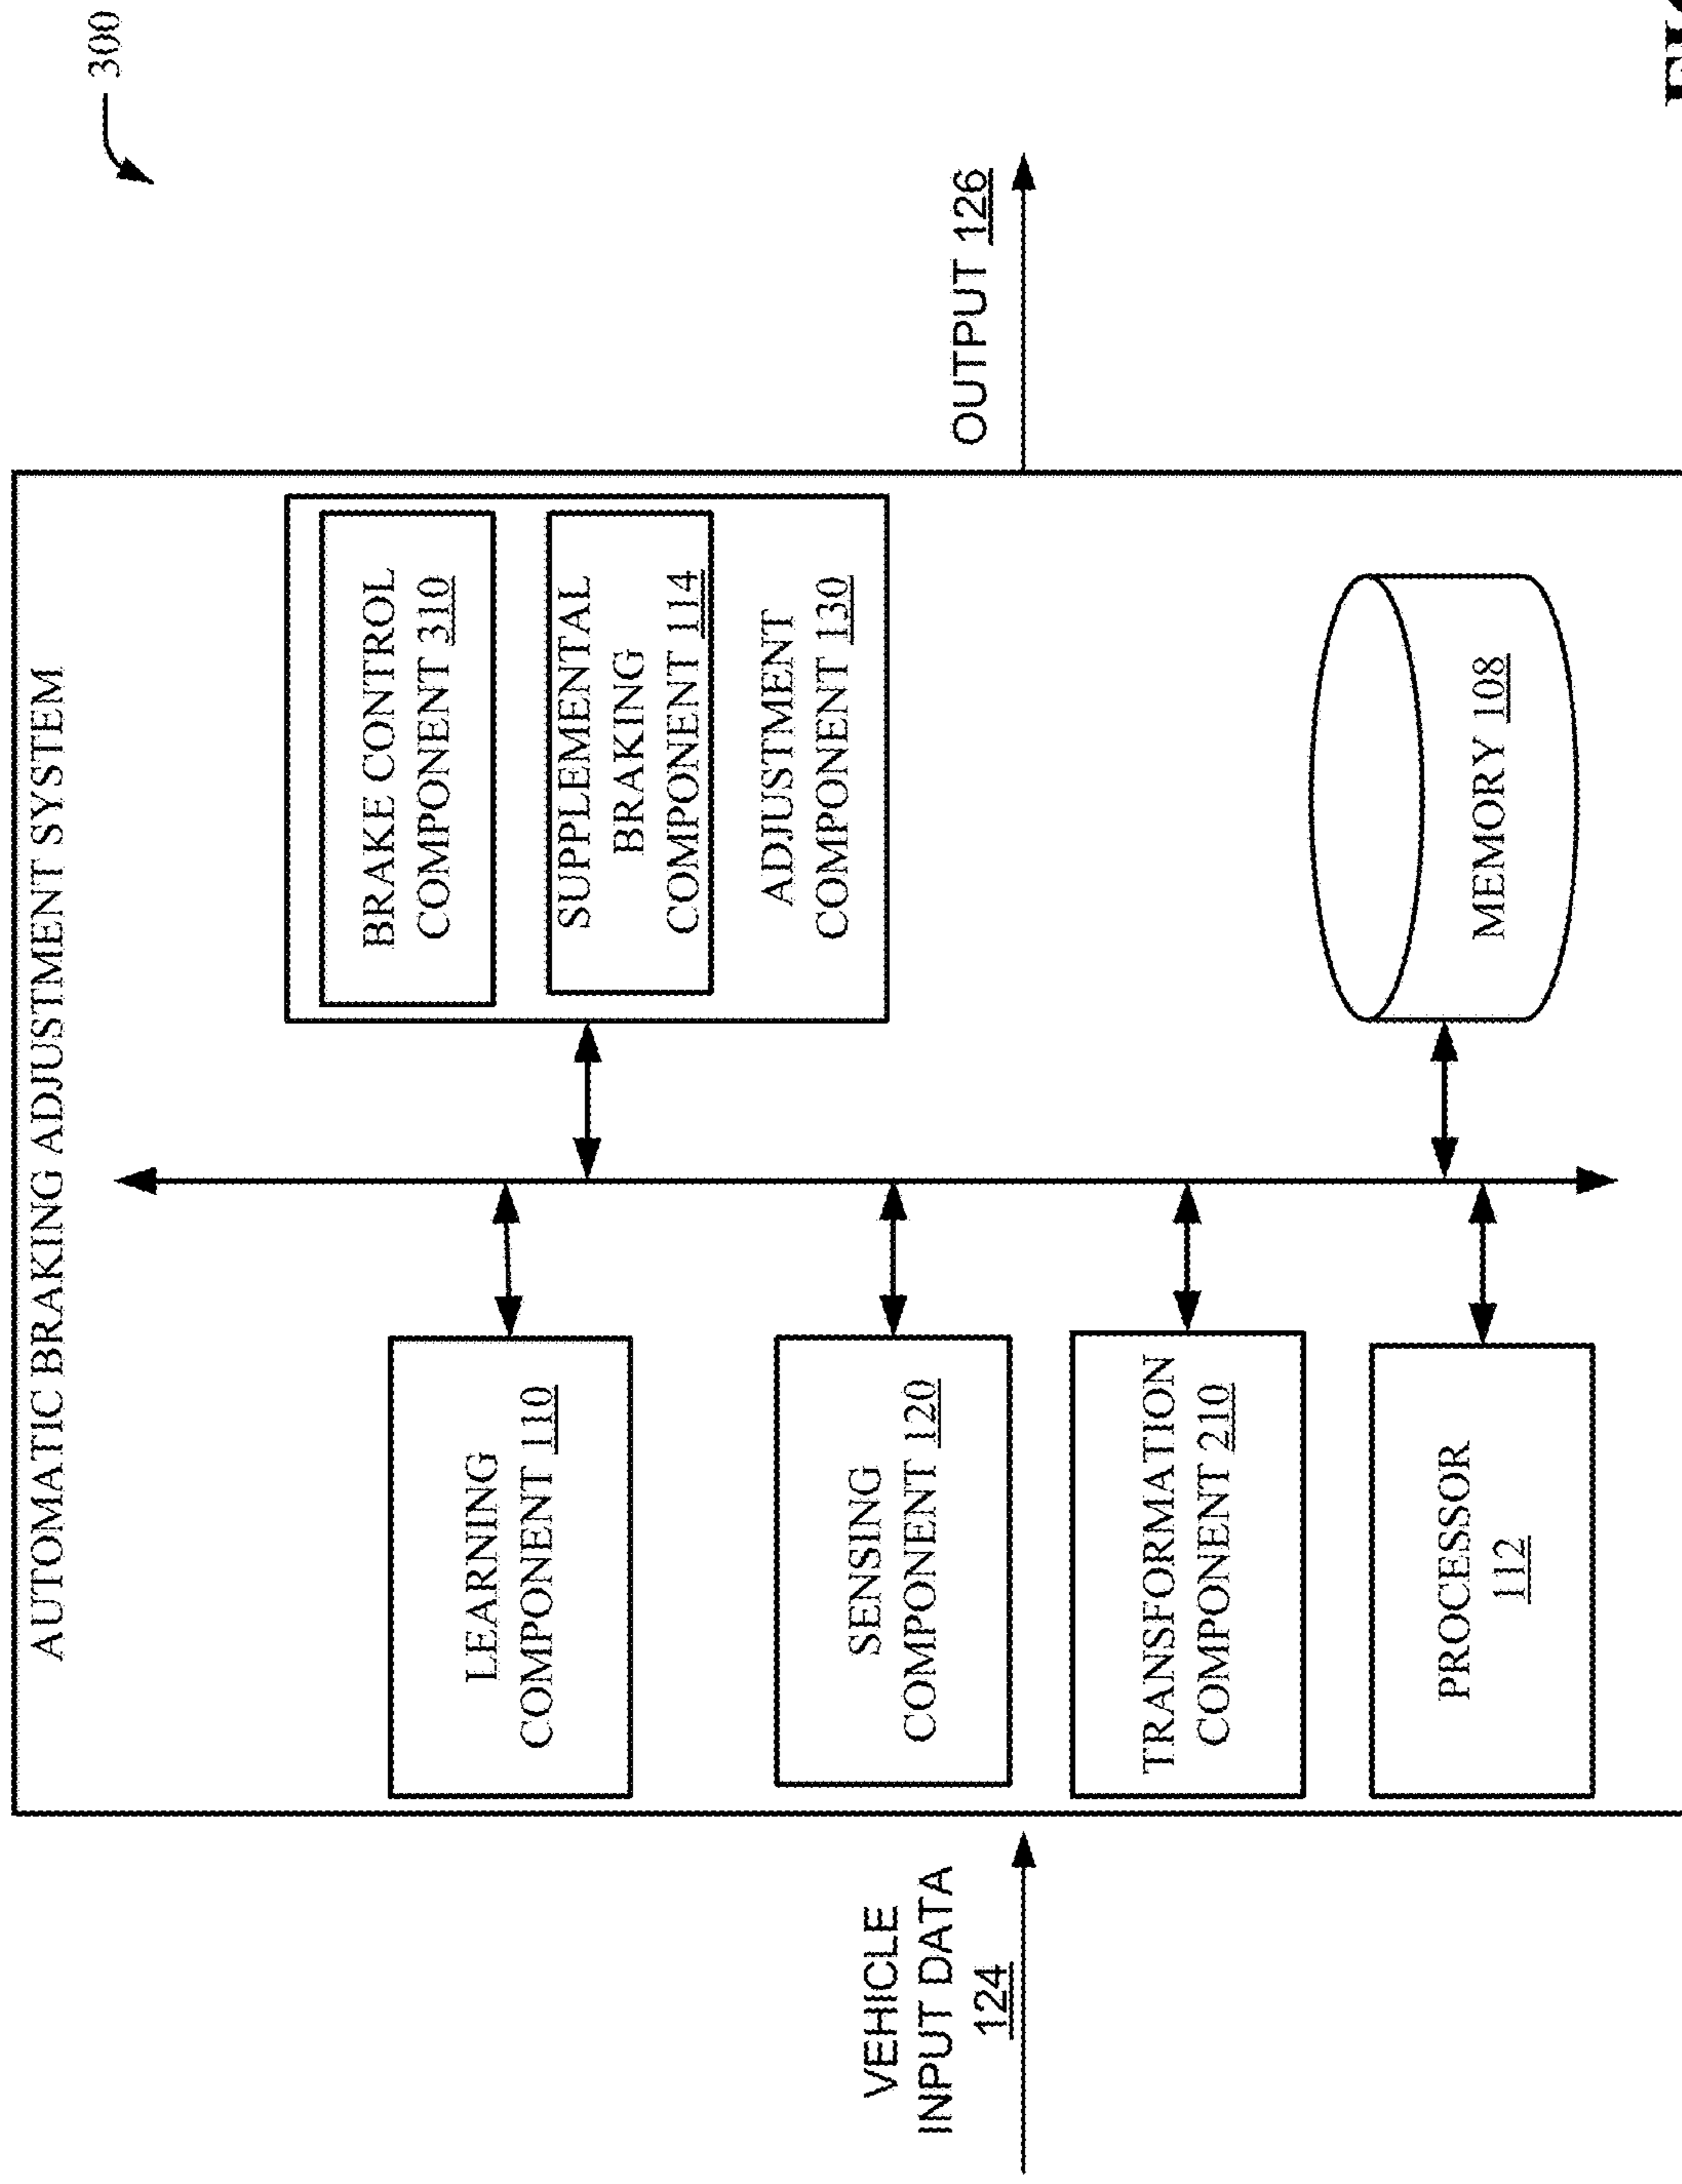 300
AUTOMATIC BRAKING ADJUSTMENT SYSTEM
VEHICLE
INPUT DATA
124
LEARNING
COMPONENT 110
SENSING
COMPONENT 120
TRANSFORMATION
COMPONENT 210
PROCESSOR
112
BRAKE CONTROL
COMPONENT 310
SUPPLEMENTAL
BRAKING
COMPONENT 114
ADJUSTMENT
COMPONENT 130
MEMORY 108
OUTPUT 126